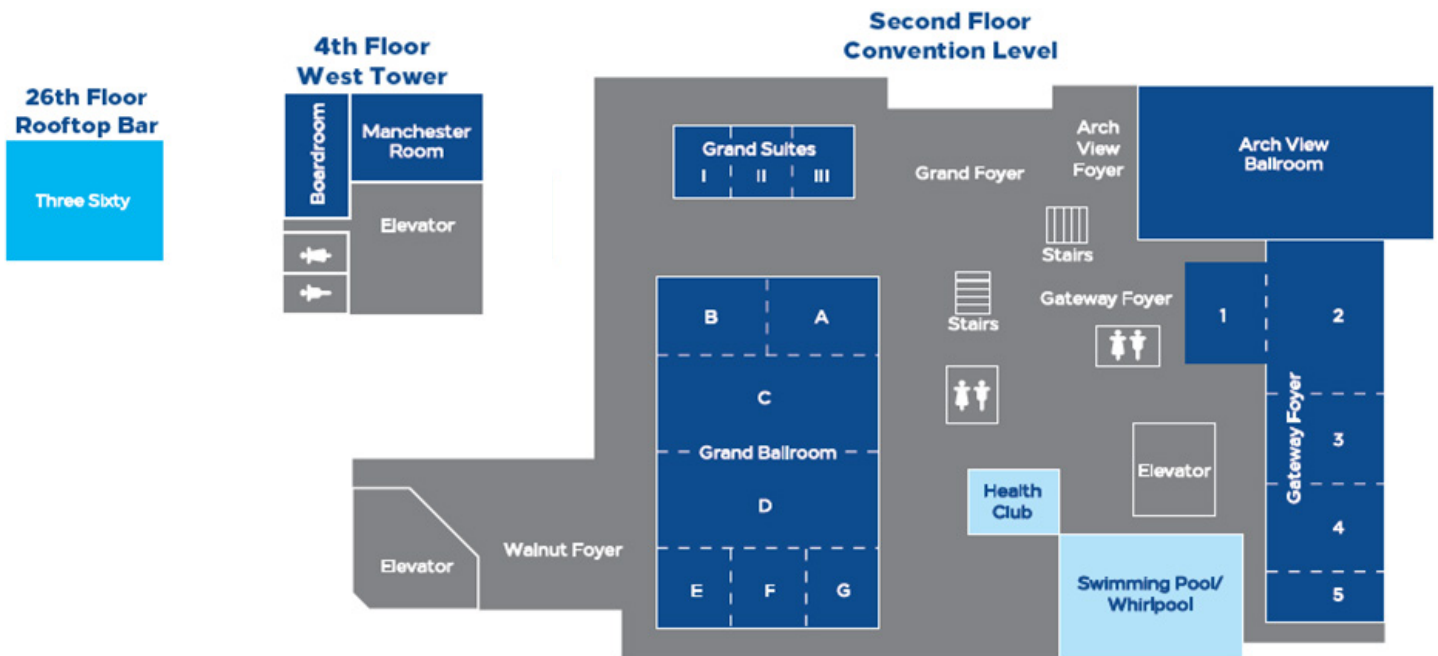 Second Floor
Convention Level
4th Floor
West Tower
26th Floor
Rooftop Bar
Three Sixty
Boardroom
Manchester
Room
Elevator
Grand Suites
I II III
Grand Foyer
Arch
View
Foyer
Arch View
Ballroom
Stairs
Stairs
Gateway Foyer
1
2
3
4
5
Gateway Foyer
B A
C
Grand Ballroom
D
E F G
Walnut Foyer
Elevator
Health
Club
Elevator
Swimming Pool/
Whirlpool